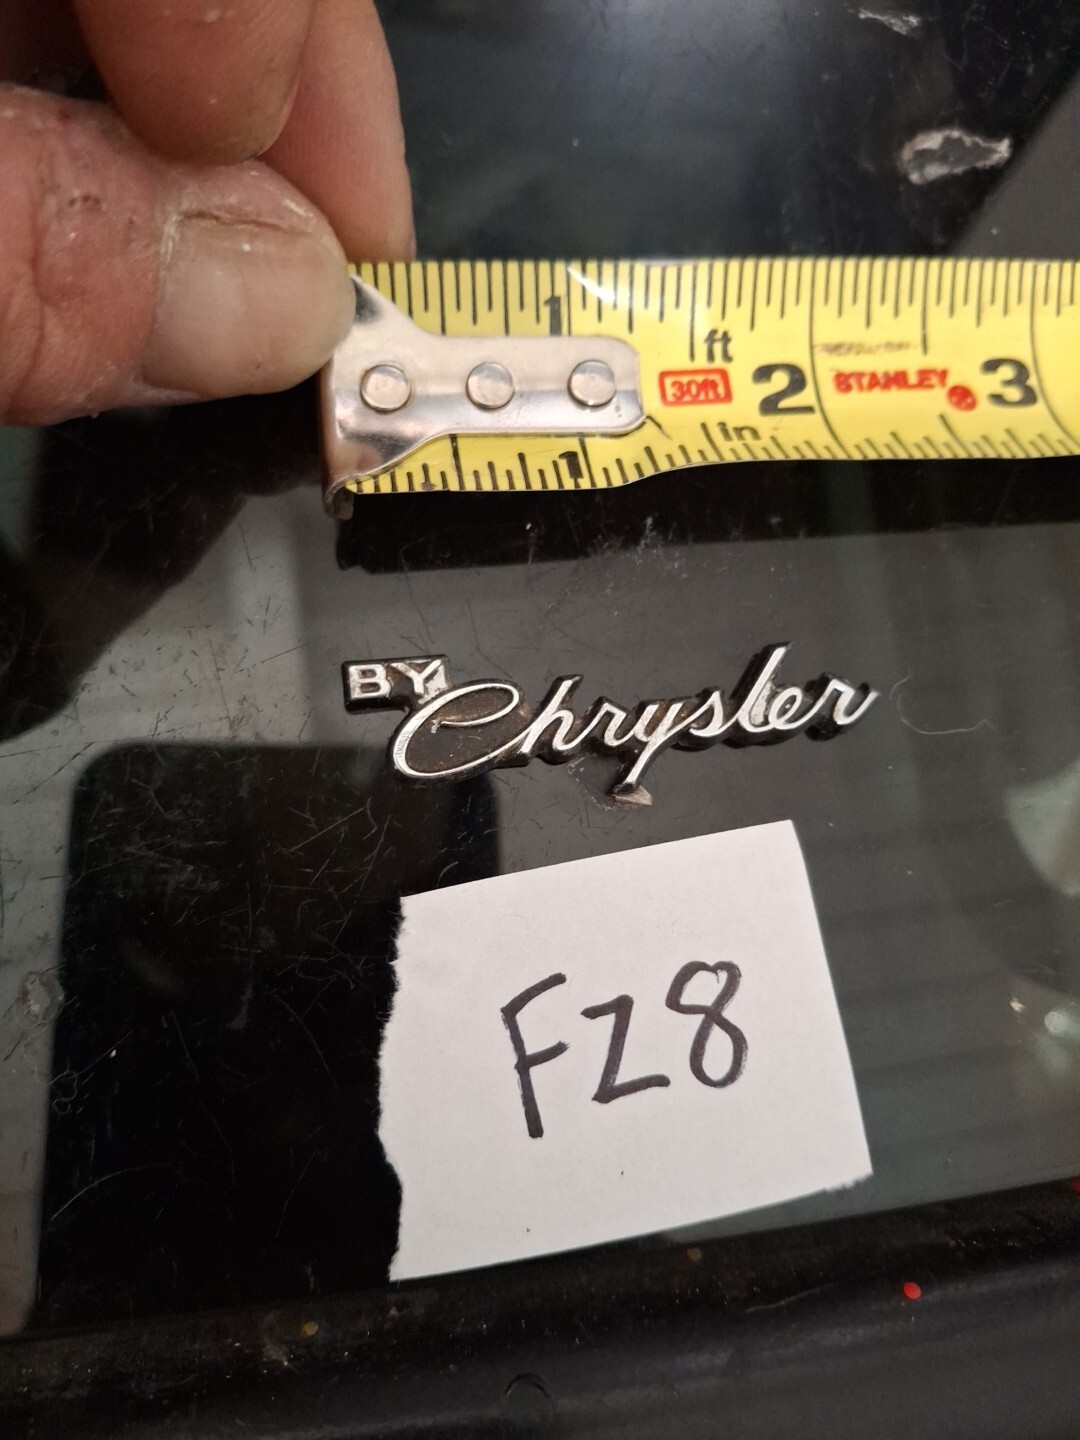 1
ft
30ft 2 STANLEY 3
in
1
BY
Chrysler
FZ8